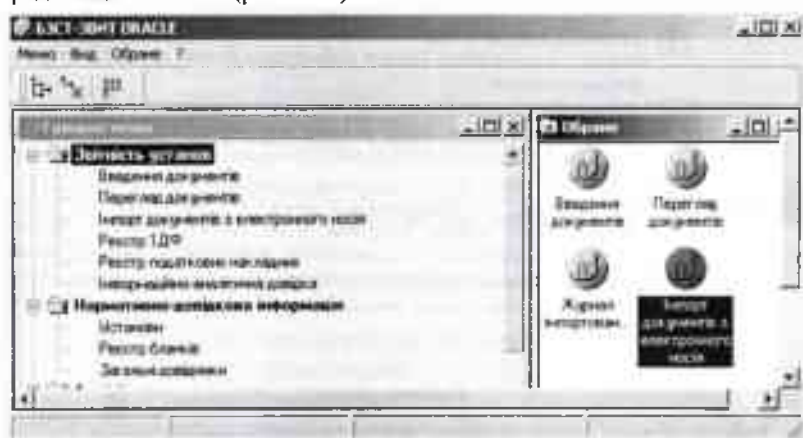 БЭСТ-ЗВІТ ORACLE
Меню Вид Обране ?
Звітність установ
Введення документів
Перегляд документів
Імпорт документів з електронного носія
Реєстр 1ДФ
Реєстр податкових накладних
Інформаційно аналітична довідка
Нормативно-довідкова інформація
Установи
Реєстр бланків
Загальні довідники
Обране
Введення документів
Перегляд документів
Журнал імпортован...
Імпорт документів з електронного носія